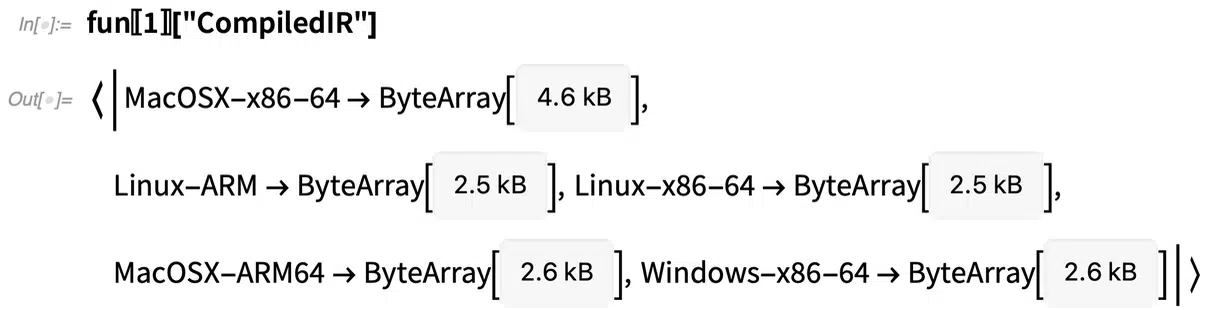 In[•]:= fun〚1〛["CompiledIR"]
Out[•]= 〈|MacOSX–x86–64 → ByteArray[ 4.6 kB ],
Linux–ARM → ByteArray[ 2.5 kB ], Linux–x86–64 → ByteArray[ 2.5 kB ],
MacOSX–ARM64 → ByteArray[ 2.6 kB ], Windows–x86–64 → ByteArray[ 2.6 kB ]|〉